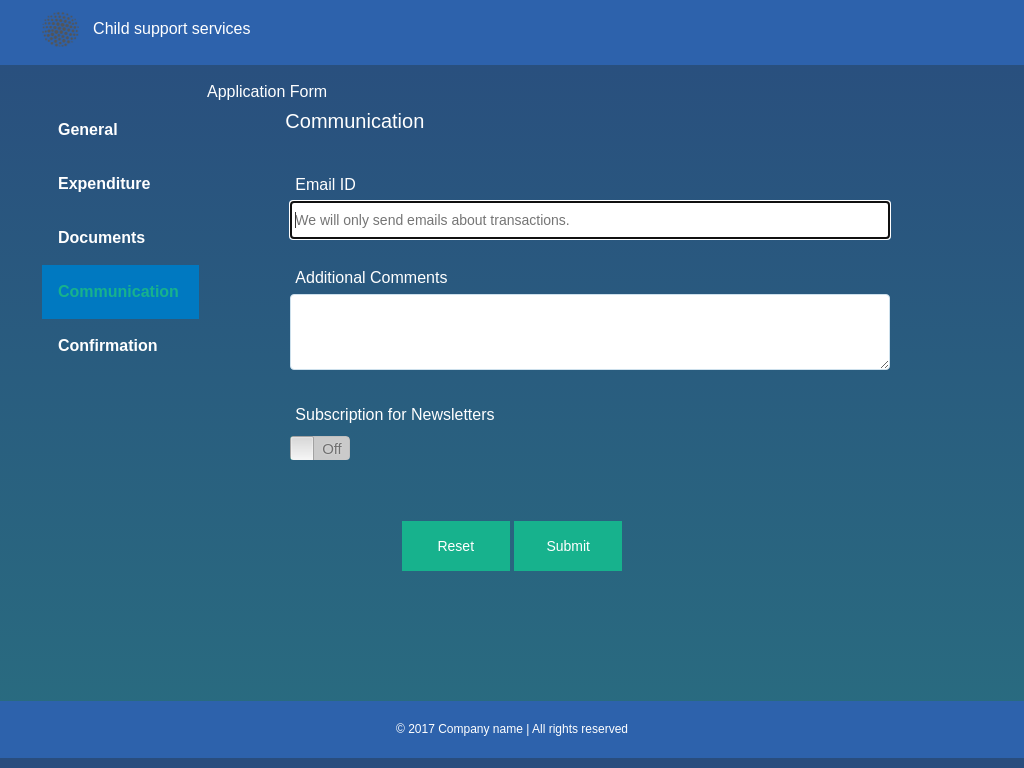 Child support services
Application Form
General
Expenditure
Documents
Communication
Confirmation
Communication
Email ID
We will only send emails about transactions.
Additional Comments
Subscription for Newsletters
Off
Reset Submit
© 2017 Company name | All rights reserved